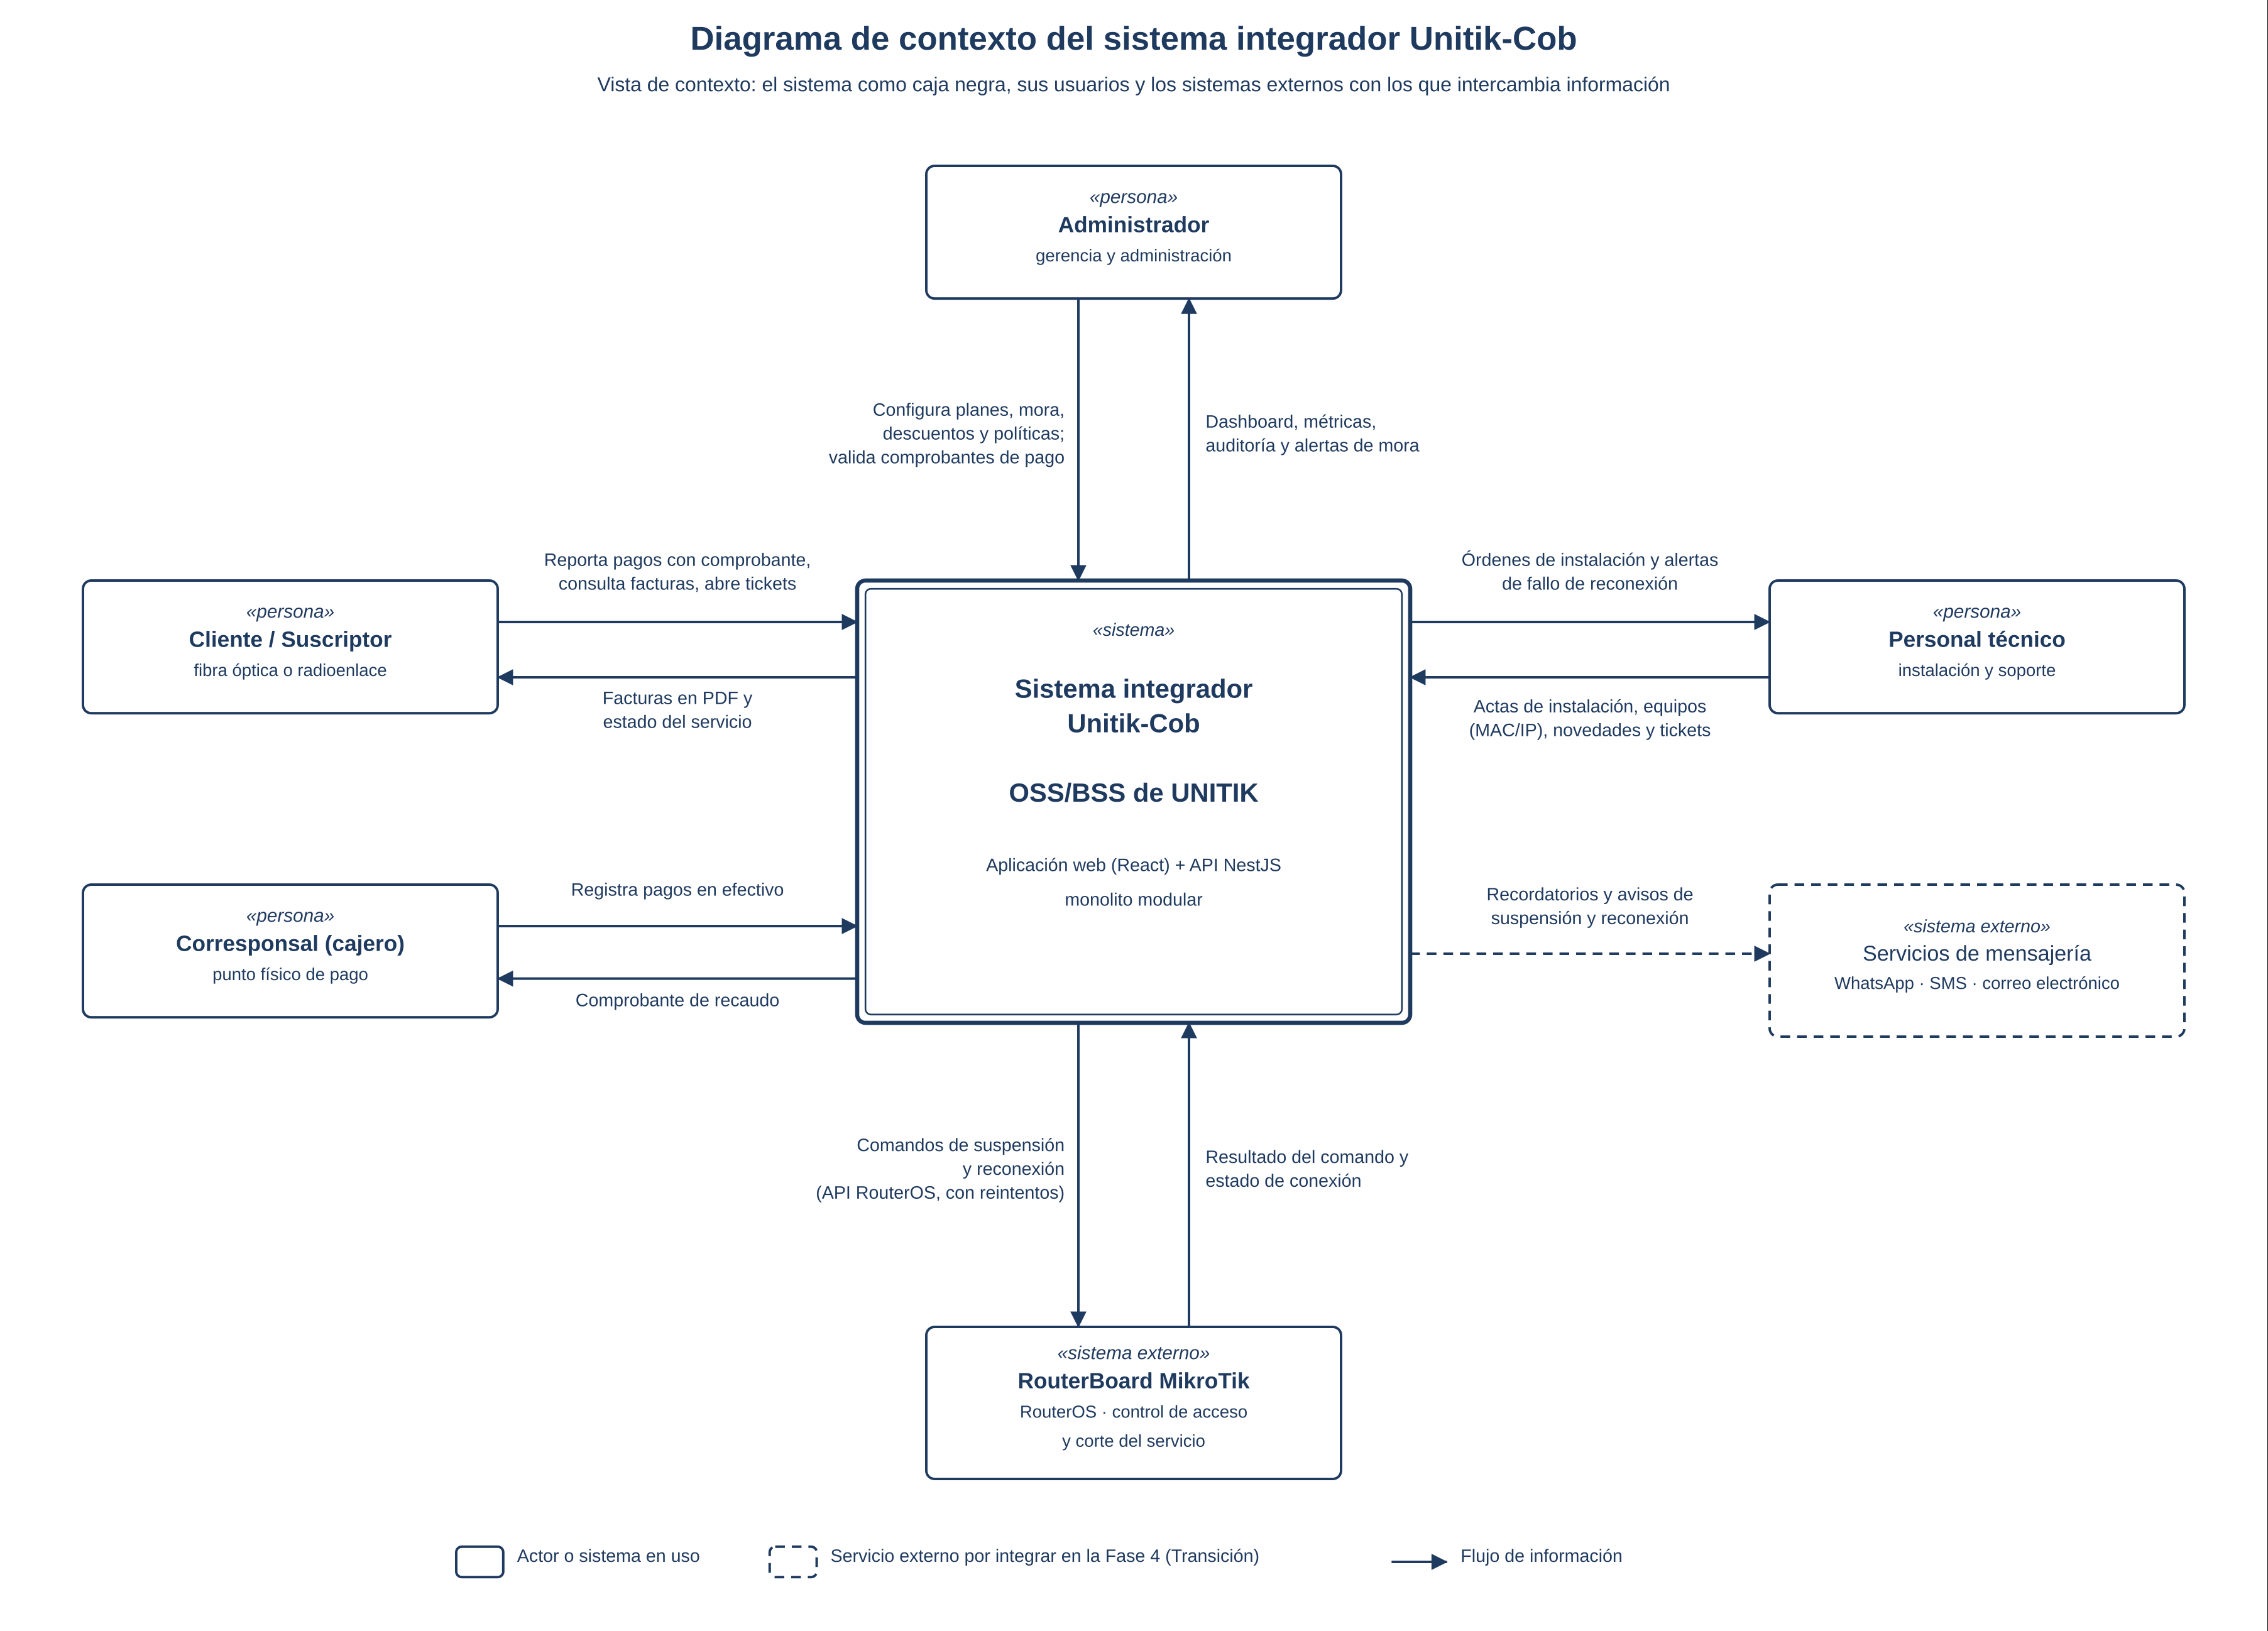 Diagrama de contexto del sistema integrador Unitik-Cob
Vista de contexto: el sistema como caja negra, sus usuarios y los sistemas externos con los que intercambia información
«persona»
Administrador
gerencia y administración
Configura planes, mora,
descuentos y políticas;
valida comprobantes de pago
Dashboard, métricas,
auditoría y alertas de mora
«persona»
Cliente / Suscriptor
fibra óptica o radioenlace
Reporta pagos con comprobante,
consulta facturas, abre tickets
Facturas en PDF y
estado del servicio
«sistema»
Sistema integrador
Unitik-Cob
OSS/BSS de UNITIK
Aplicación web (React) + API NestJS
monolito modular
Órdenes de instalación y alertas
de fallo de reconexión
Actas de instalación, equipos
(MAC/IP), novedades y tickets
«persona»
Personal técnico
instalación y soporte
«persona»
Corresponsal (cajero)
punto físico de pago
Registra pagos en efectivo
Comprobante de recaudo
Recordatorios y avisos de
suspensión y reconexión
«sistema externo»
Servicios de mensajería
WhatsApp · SMS · correo electrónico
Comandos de suspensión
y reconexión
(API RouterOS, con reintentos)
Resultado del comando y
estado de conexión
«sistema externo»
RouterBoard MikroTik
RouterOS · control de acceso
y corte del servicio
Actor o sistema en uso
Servicio externo por integrar en la Fase 4 (Transición)
Flujo de información